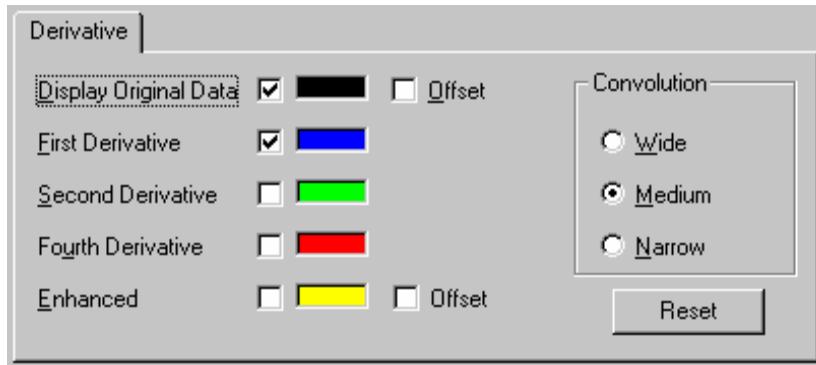 Derivative
Display Original Data Offset
First Derivative
Second Derivative
Fourth Derivative
Enhanced Offset
Convolution
Wide
Medium
Narrow
Reset